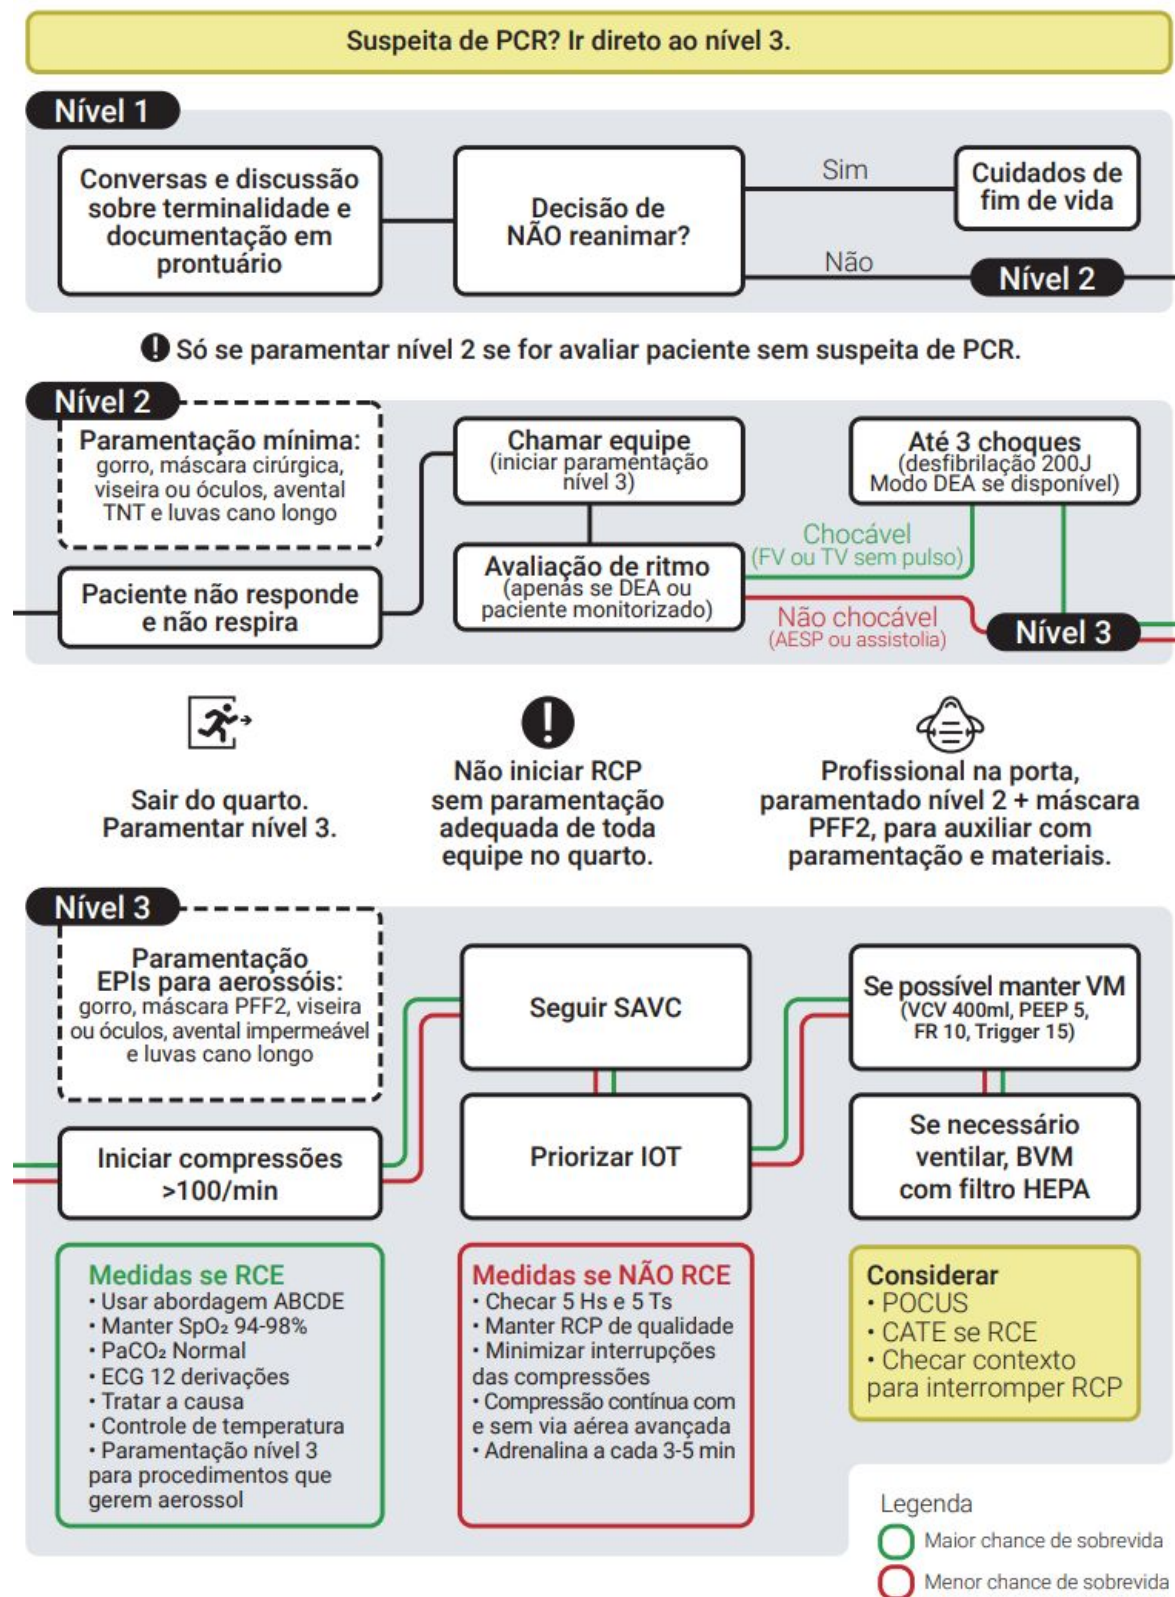 Suspeita de PCR? Ir direto ao nível 3.
Nível 1
Conversas e discussão
sobre terminalidade e
documentação em
prontuário
Decisão de
NÃO reanimar?
Sim
Cuidados de
fim de vida
Não
Nível 2
! Só se paramentar nível 2 se for avaliar paciente sem suspeita de PCR.
Nível 2
Paramentação mínima:
gorro, máscara cirúrgica,
viseira ou óculos, avental
TNT e luvas cano longo
Paciente não responde
e não respira
Chamar equipe
(iniciar paramentação
nível 3)
Avaliação de ritmo
(apenas se DEA ou
paciente monitorizado)
Chocável
(FV ou TV sem pulso)
Até 3 choques
(desfibrilação 200J
Modo DEA se disponível)
Não chocável
(AESP ou assistolia)
Nível 3
Sair do quarto.
Paramentar nível 3.
!
Não iniciar RCP
sem paramentação
adequada de toda
equipe no quarto.
Profissional na porta,
paramentado nível 2 + máscara
PFF2, para auxiliar com
paramentação e materiais.
Nível 3
Paramentação
EPIs para aerossóis:
gorro, máscara PFF2, viseira
ou óculos, avental impermeável
e luvas cano longo
Iniciar compressões
>100/min
Seguir SAVC
Priorizar IOT
Se possível manter VM
(VCV 400ml, PEEP 5,
FR 10, Trigger 15)
Se necessário
ventilar, BVM
com filtro HEPA
Medidas se RCE
• Usar abordagem ABCDE
• Manter SpO₂ 94-98%
• PaCO₂ Normal
• ECG 12 derivações
• Tratar a causa
• Controle de temperatura
• Paramentação nível 3
para procedimentos que
gerem aerossol
Medidas se NÃO RCE
• Checar 5 Hs e 5 Ts
• Manter RCP de qualidade
• Minimizar interrupções
das compressões
• Compressão contínua com
e sem via aérea avançada
• Adrenalina a cada 3-5 min
Considerar
• POCUS
• CATE se RCE
• Checar contexto
para interromper RCP
Legenda
Maior chance de sobrevida
Menor chance de sobrevida